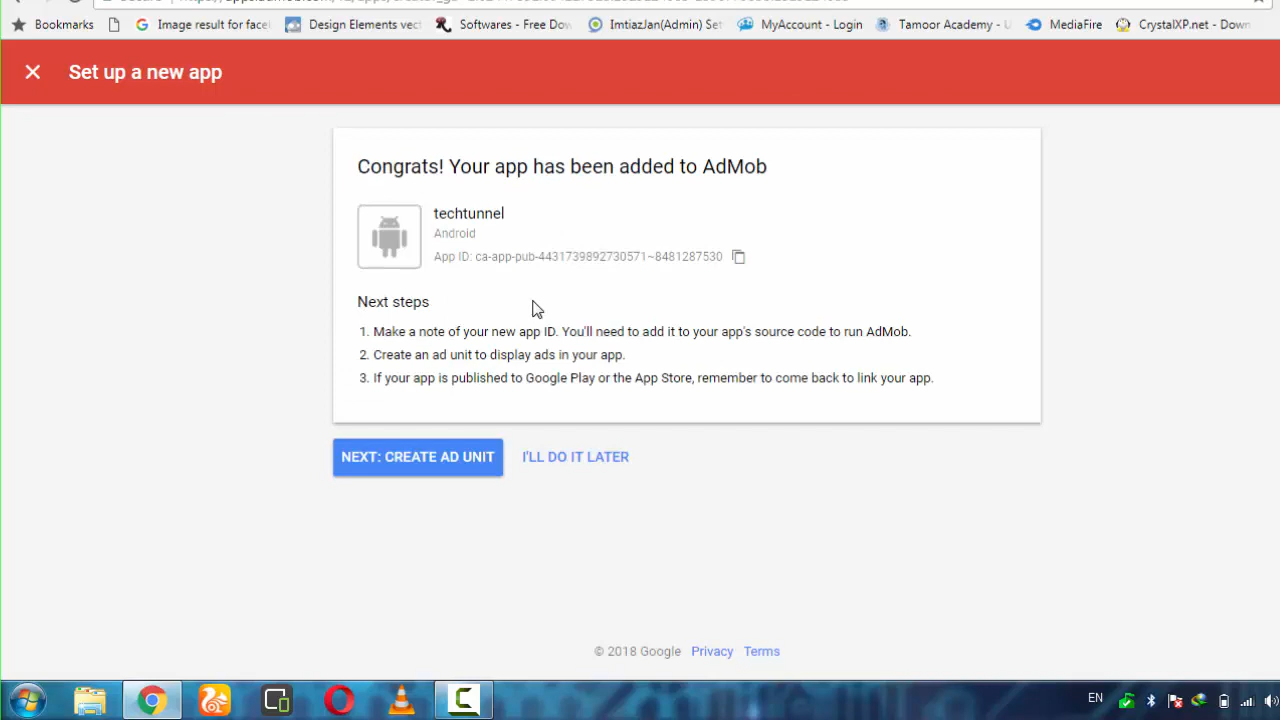 Bookmarks
Image result for facel
Design Elements vect
Softwares - Free Dow
ImtiazJan(Admin) Set
MyAccount - Login
Tamoor Academy - U
MediaFire
CrystalXP.net - Down
Set up a new app
Congrats! Your app has been added to AdMob
techtunnel
Android
App ID: ca-app-pub-4431739892730571~8481287530
Next steps
1. Make a note of your new app ID. You'll need to add it to your app's source code to run AdMob.
2. Create an ad unit to display ads in your app.
3. If your app is published to Google Play or the App Store, remember to come back to link your app.
NEXT: CREATE AD UNIT
I'LL DO IT LATER
© 2018 Google Privacy Terms
EN